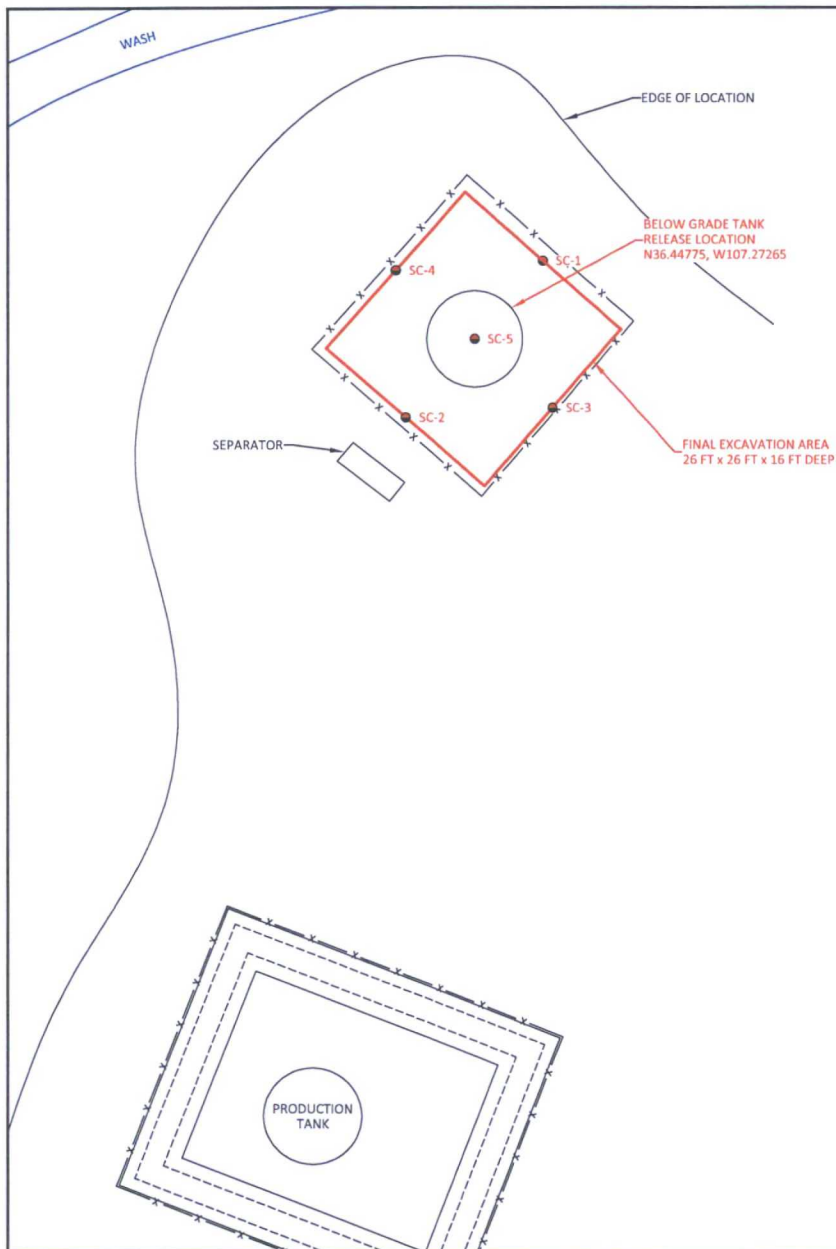 WASH
EDGE OF LOCATION
BELOW GRADE TANK
RELEASE LOCATION
N36.44775, W107.27265
SC-1
SC-4
SC-5
SC-3
SC-2
SEPARATOR
FINAL EXCAVATION AREA
26 FT x 26 FT x 16 FT DEEP
PRODUCTION
TANK